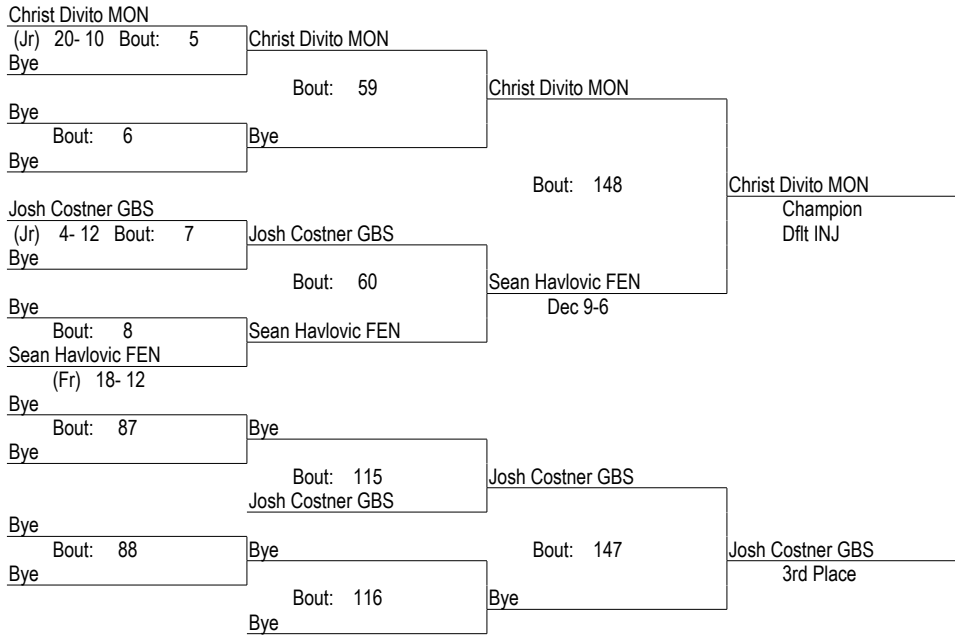 Christ Divito MON
(Jr) 20- 10 Bout: 5 Christ Divito MON
Bye
Bout: 59 Christ Divito MON
Bye
Bout: 6 Bye
Bye
Bout: 148 Christ Divito MON
Josh Costner GBS Champion
(Jr) 4- 12 Bout: 7 Josh Costner GBS Dflt INJ
Bye
Bout: 60 Sean Havlovic FEN
Bye Dec 9-6
Bout: 8 Sean Havlovic FEN
Sean Havlovic FEN
(Fr) 18- 12
Bye
Bout: 87 Bye
Bye
Bout: 115 Josh Costner GBS
Josh Costner GBS
Bye
Bout: 88 Bye Bout: 147 Josh Costner GBS
Bye 3rd Place
Bout: 116 Bye
Bye